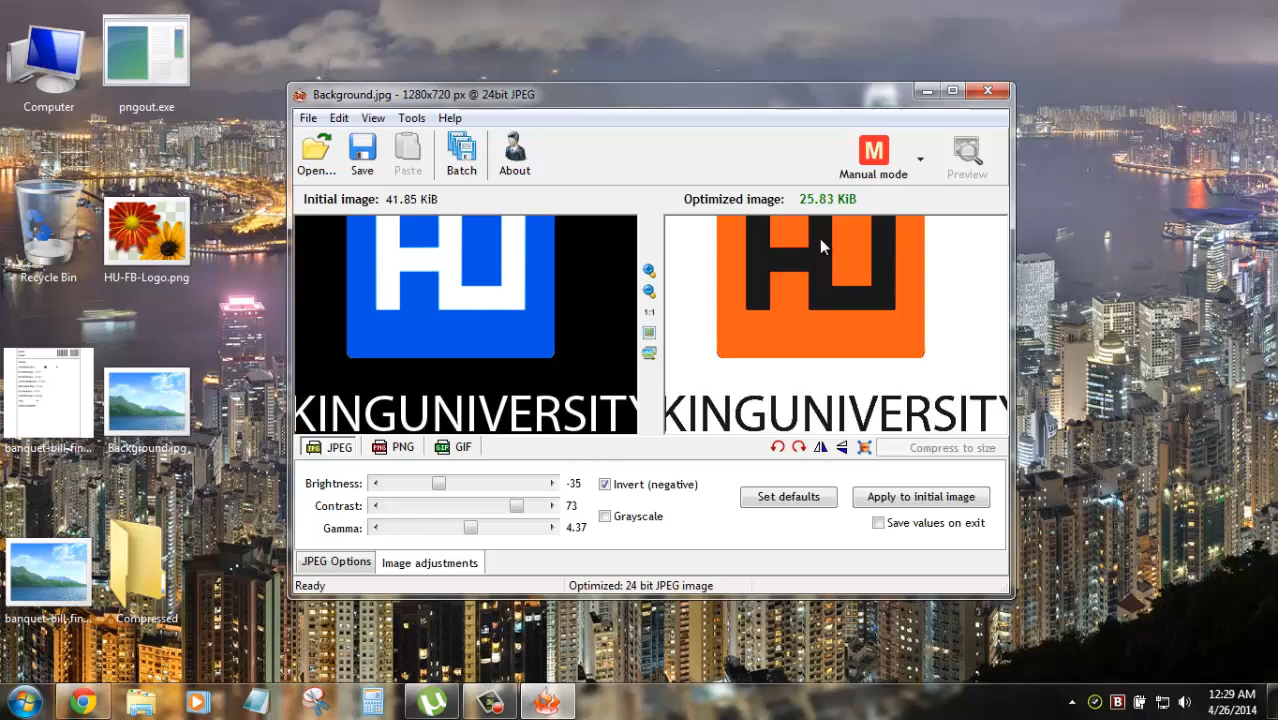 Computer
pngout.exe
Recycle Bin
HU-FB-Logo.png
banquet-bill-fin...
Background.jpg
banquet-bill-fin...
Compressed
Background.jpg - 1280x720 px @ 24bit JPEG
File Edit View Tools Help
Open... Save Paste Batch About M Manual mode Preview
Initial image: 41.85 KiB
Optimized image: 25.83 KiB
HU
HU
KINGUNIVERSITY
KINGUNIVERSITY
1:1
JPEG PNG GIF Compress to size
Brightness: -35
Contrast: 73
Gamma: 4.37
Invert (negative)
Grayscale
Set defaults
Apply to initial image
Save values on exit
JPEG Options Image adjustments
Ready Optimized: 24 bit JPEG image
12:29 AM
4/26/2014